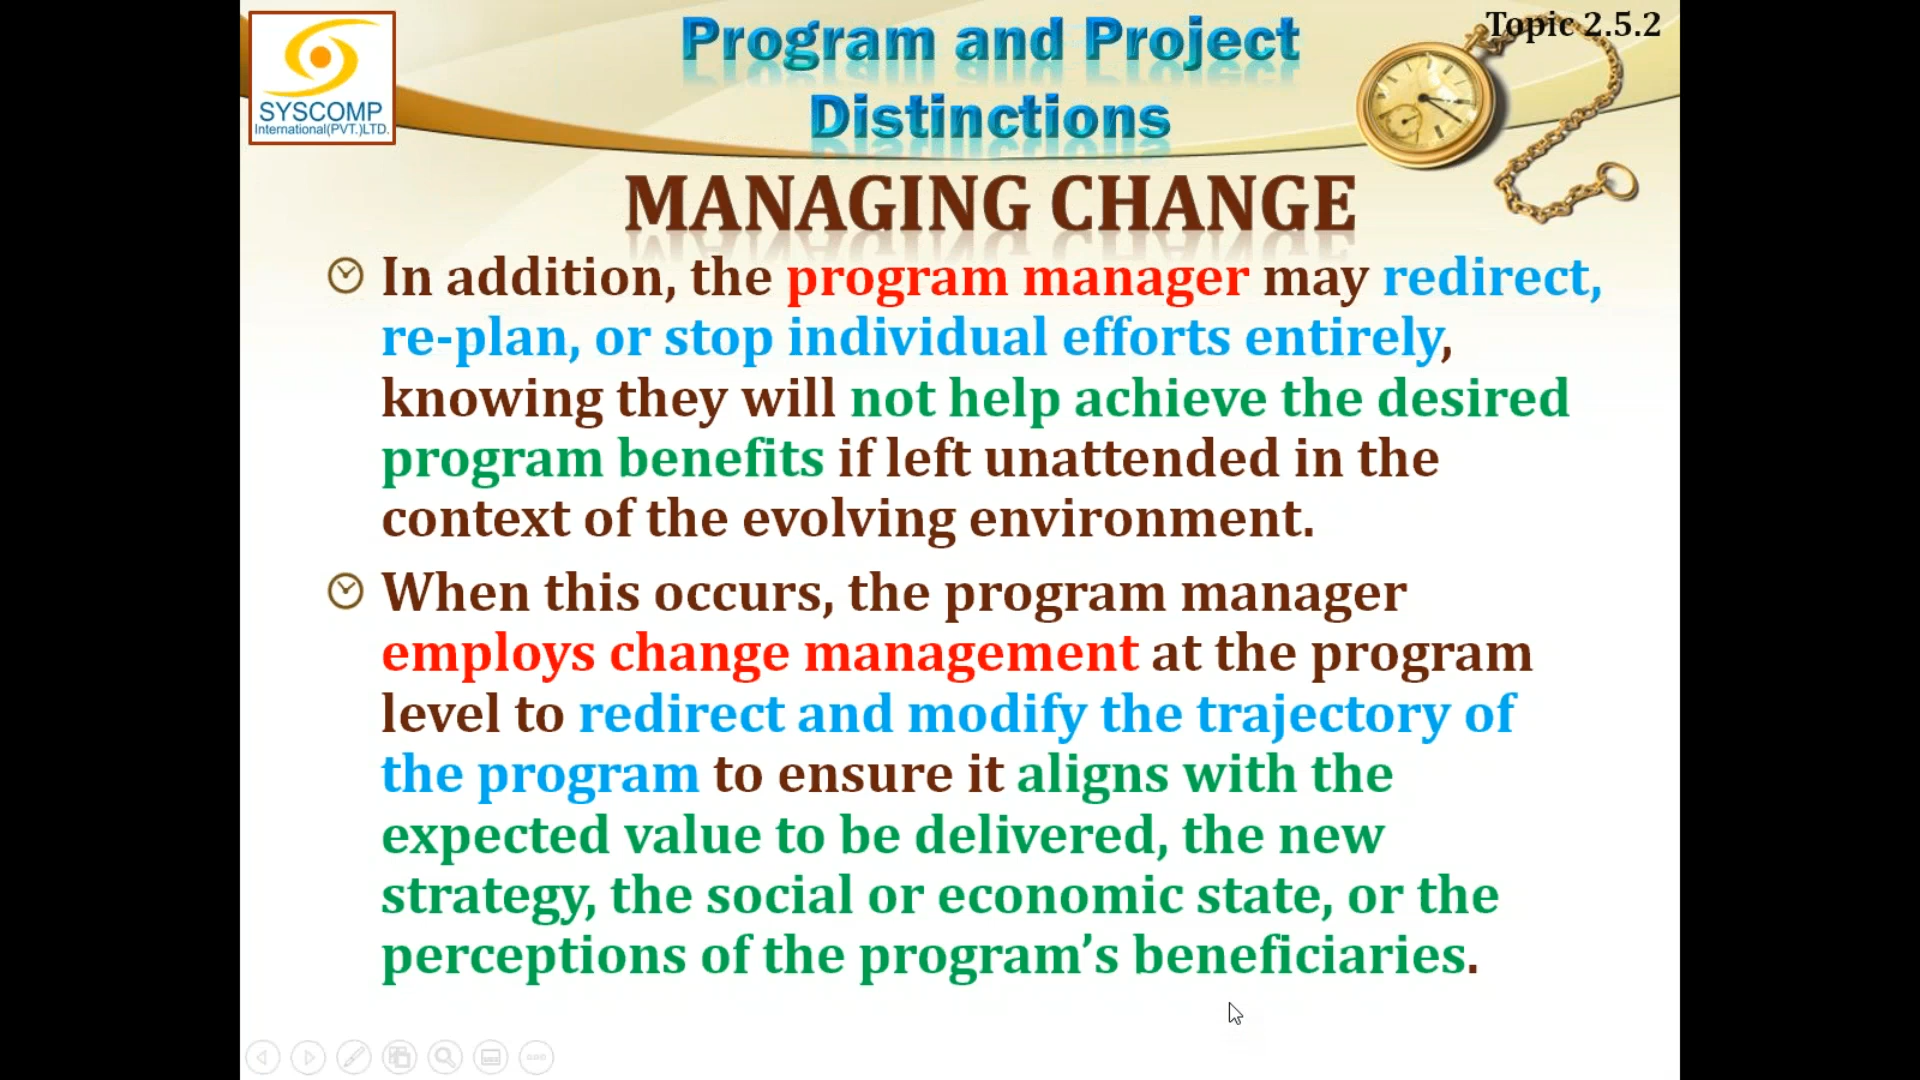 SYSCOMP
International(PVT.)LTD.
Program and Project
Distinctions
Topic 2.5.2
MANAGING CHANGE
In addition, the program manager may redirect,
re-plan, or stop individual efforts entirely,
knowing they will not help achieve the desired
program benefits if left unattended in the
context of the evolving environment.
When this occurs, the program manager
employs change management at the program
level to redirect and modify the trajectory of
the program to ensure it aligns with the
expected value to be delivered, the new
strategy, the social or economic state, or the
perceptions of the program’s beneficiaries.